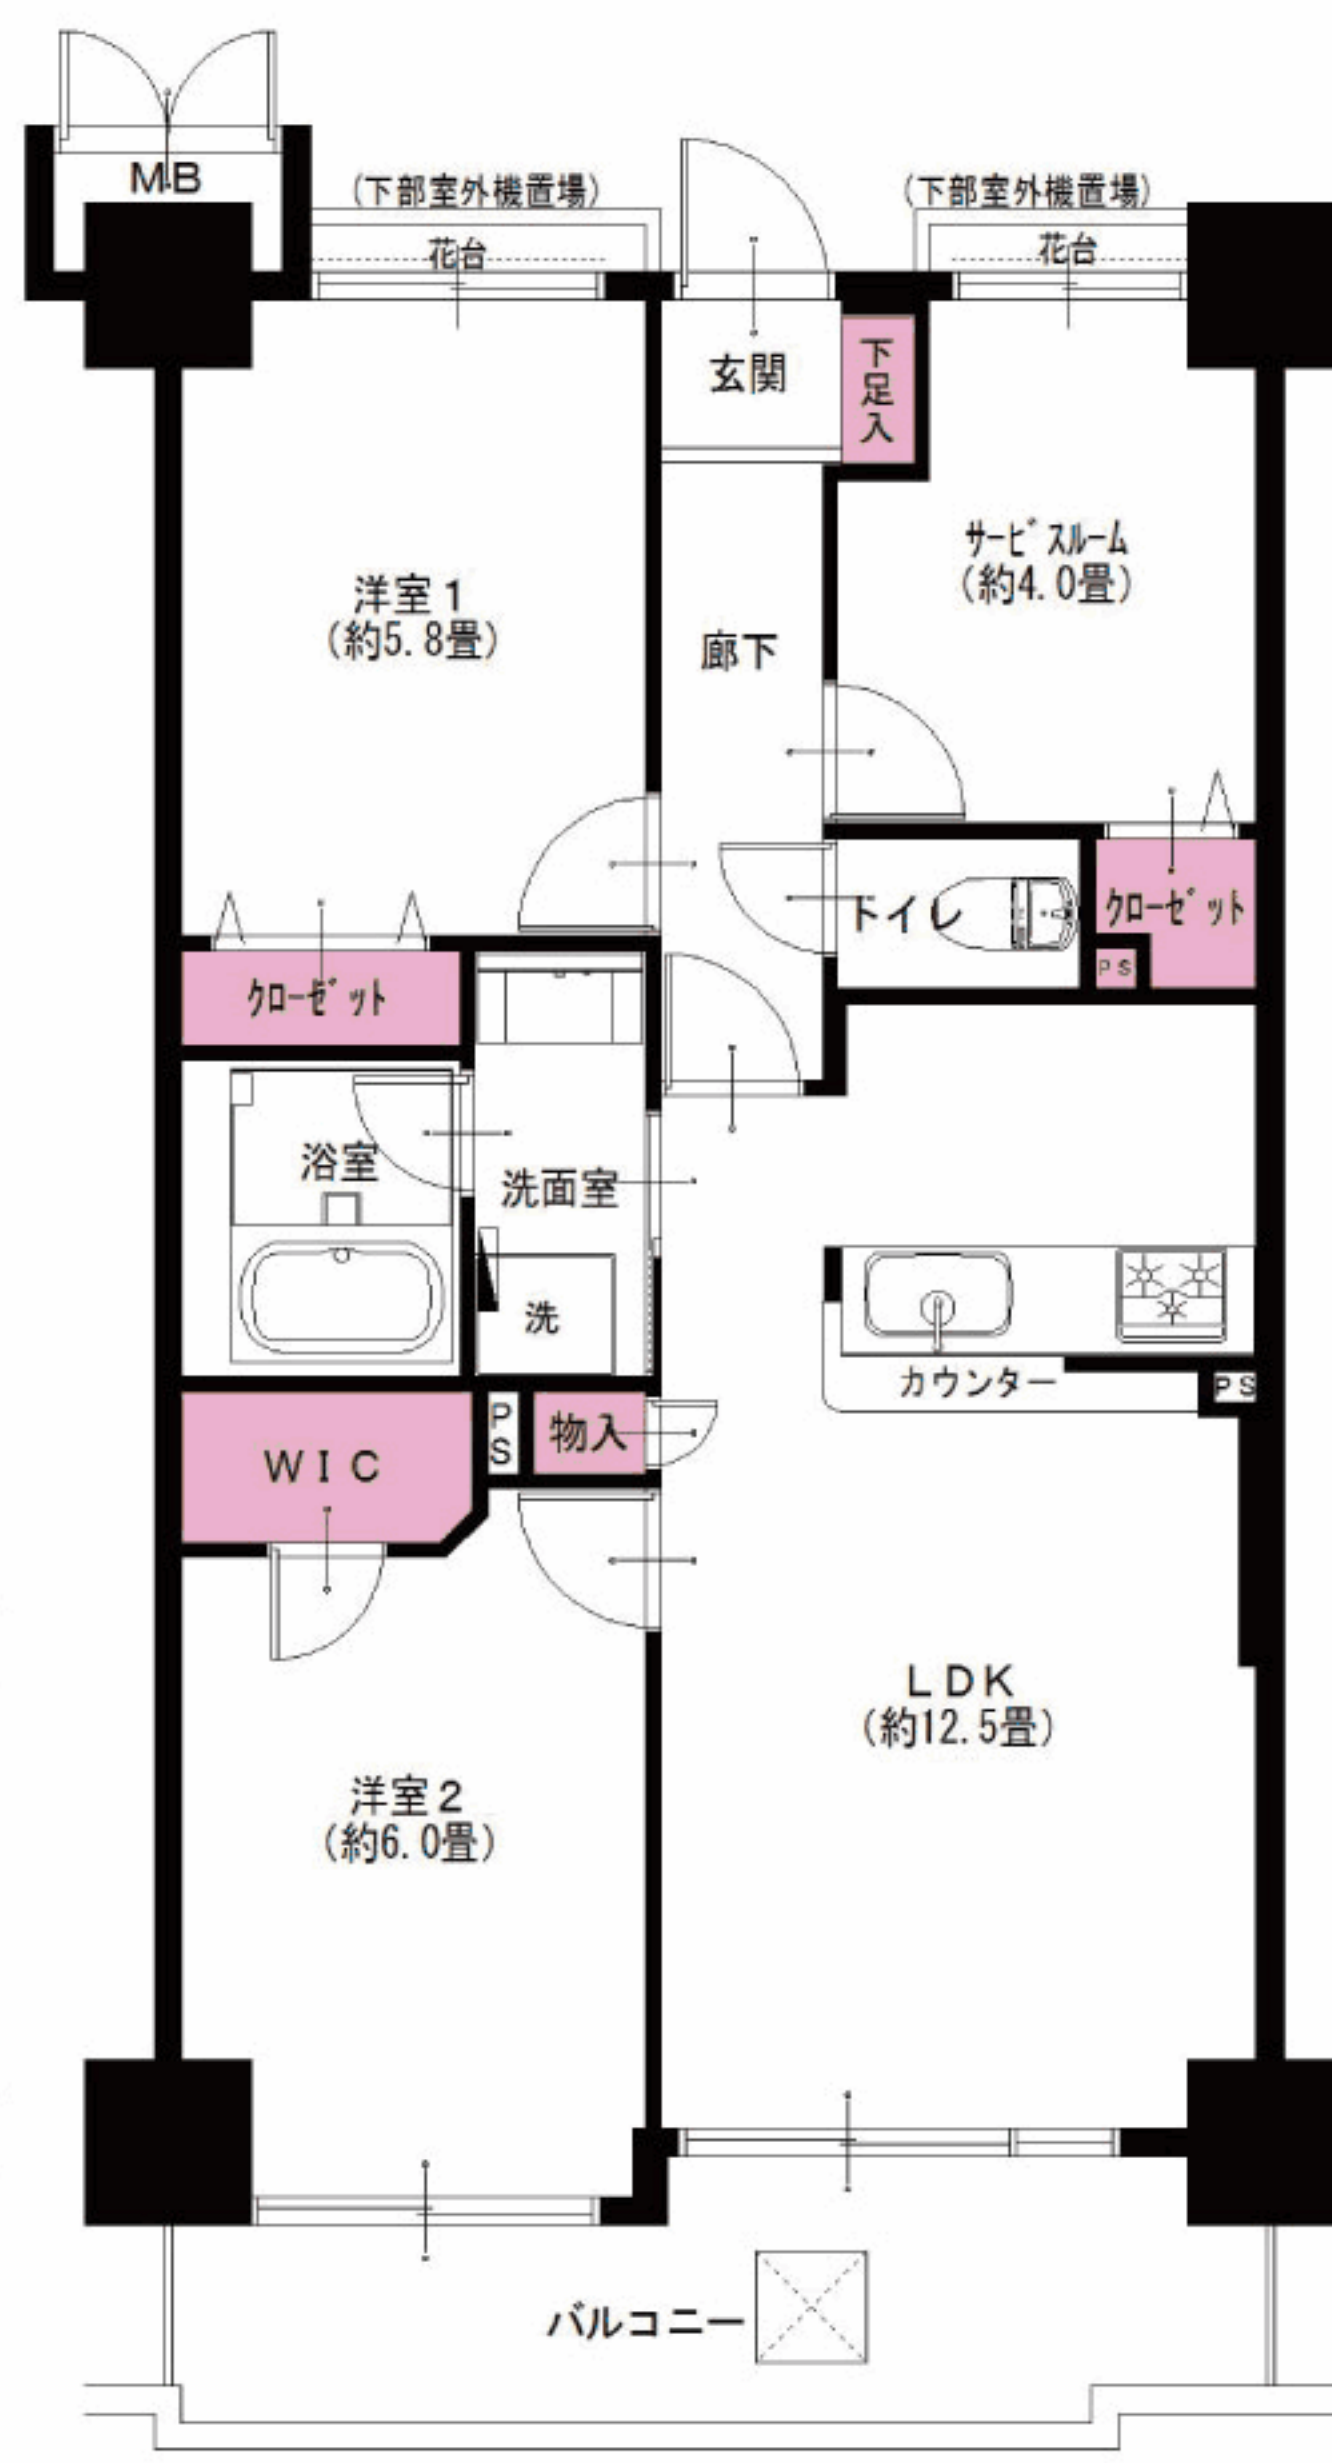 MB
(下部室外機置場)
(下部室外機置場)
花台
花台
玄関
下足入
サービスルーム
(約4.0畳)
洋室1
(約5.8畳)
廊下
トイレ
クローゼット
PS
クローゼット
浴室
洗面室
洗
カウンター
PS
WIC
PS
物入
LDK
(約12.5畳)
洋室2
(約6.0畳)
バルコニー